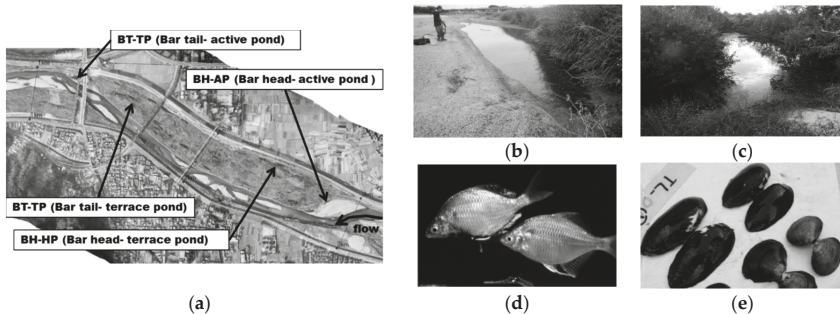 BT-TP (Bar tail- active pond)
BH-AP (Bar head- active pond )
BT-TP (Bar tail- terrace pond)
BH-HP (Bar head- terrace pond)
flow
(a)
(b)
(c)
(d)
(e)